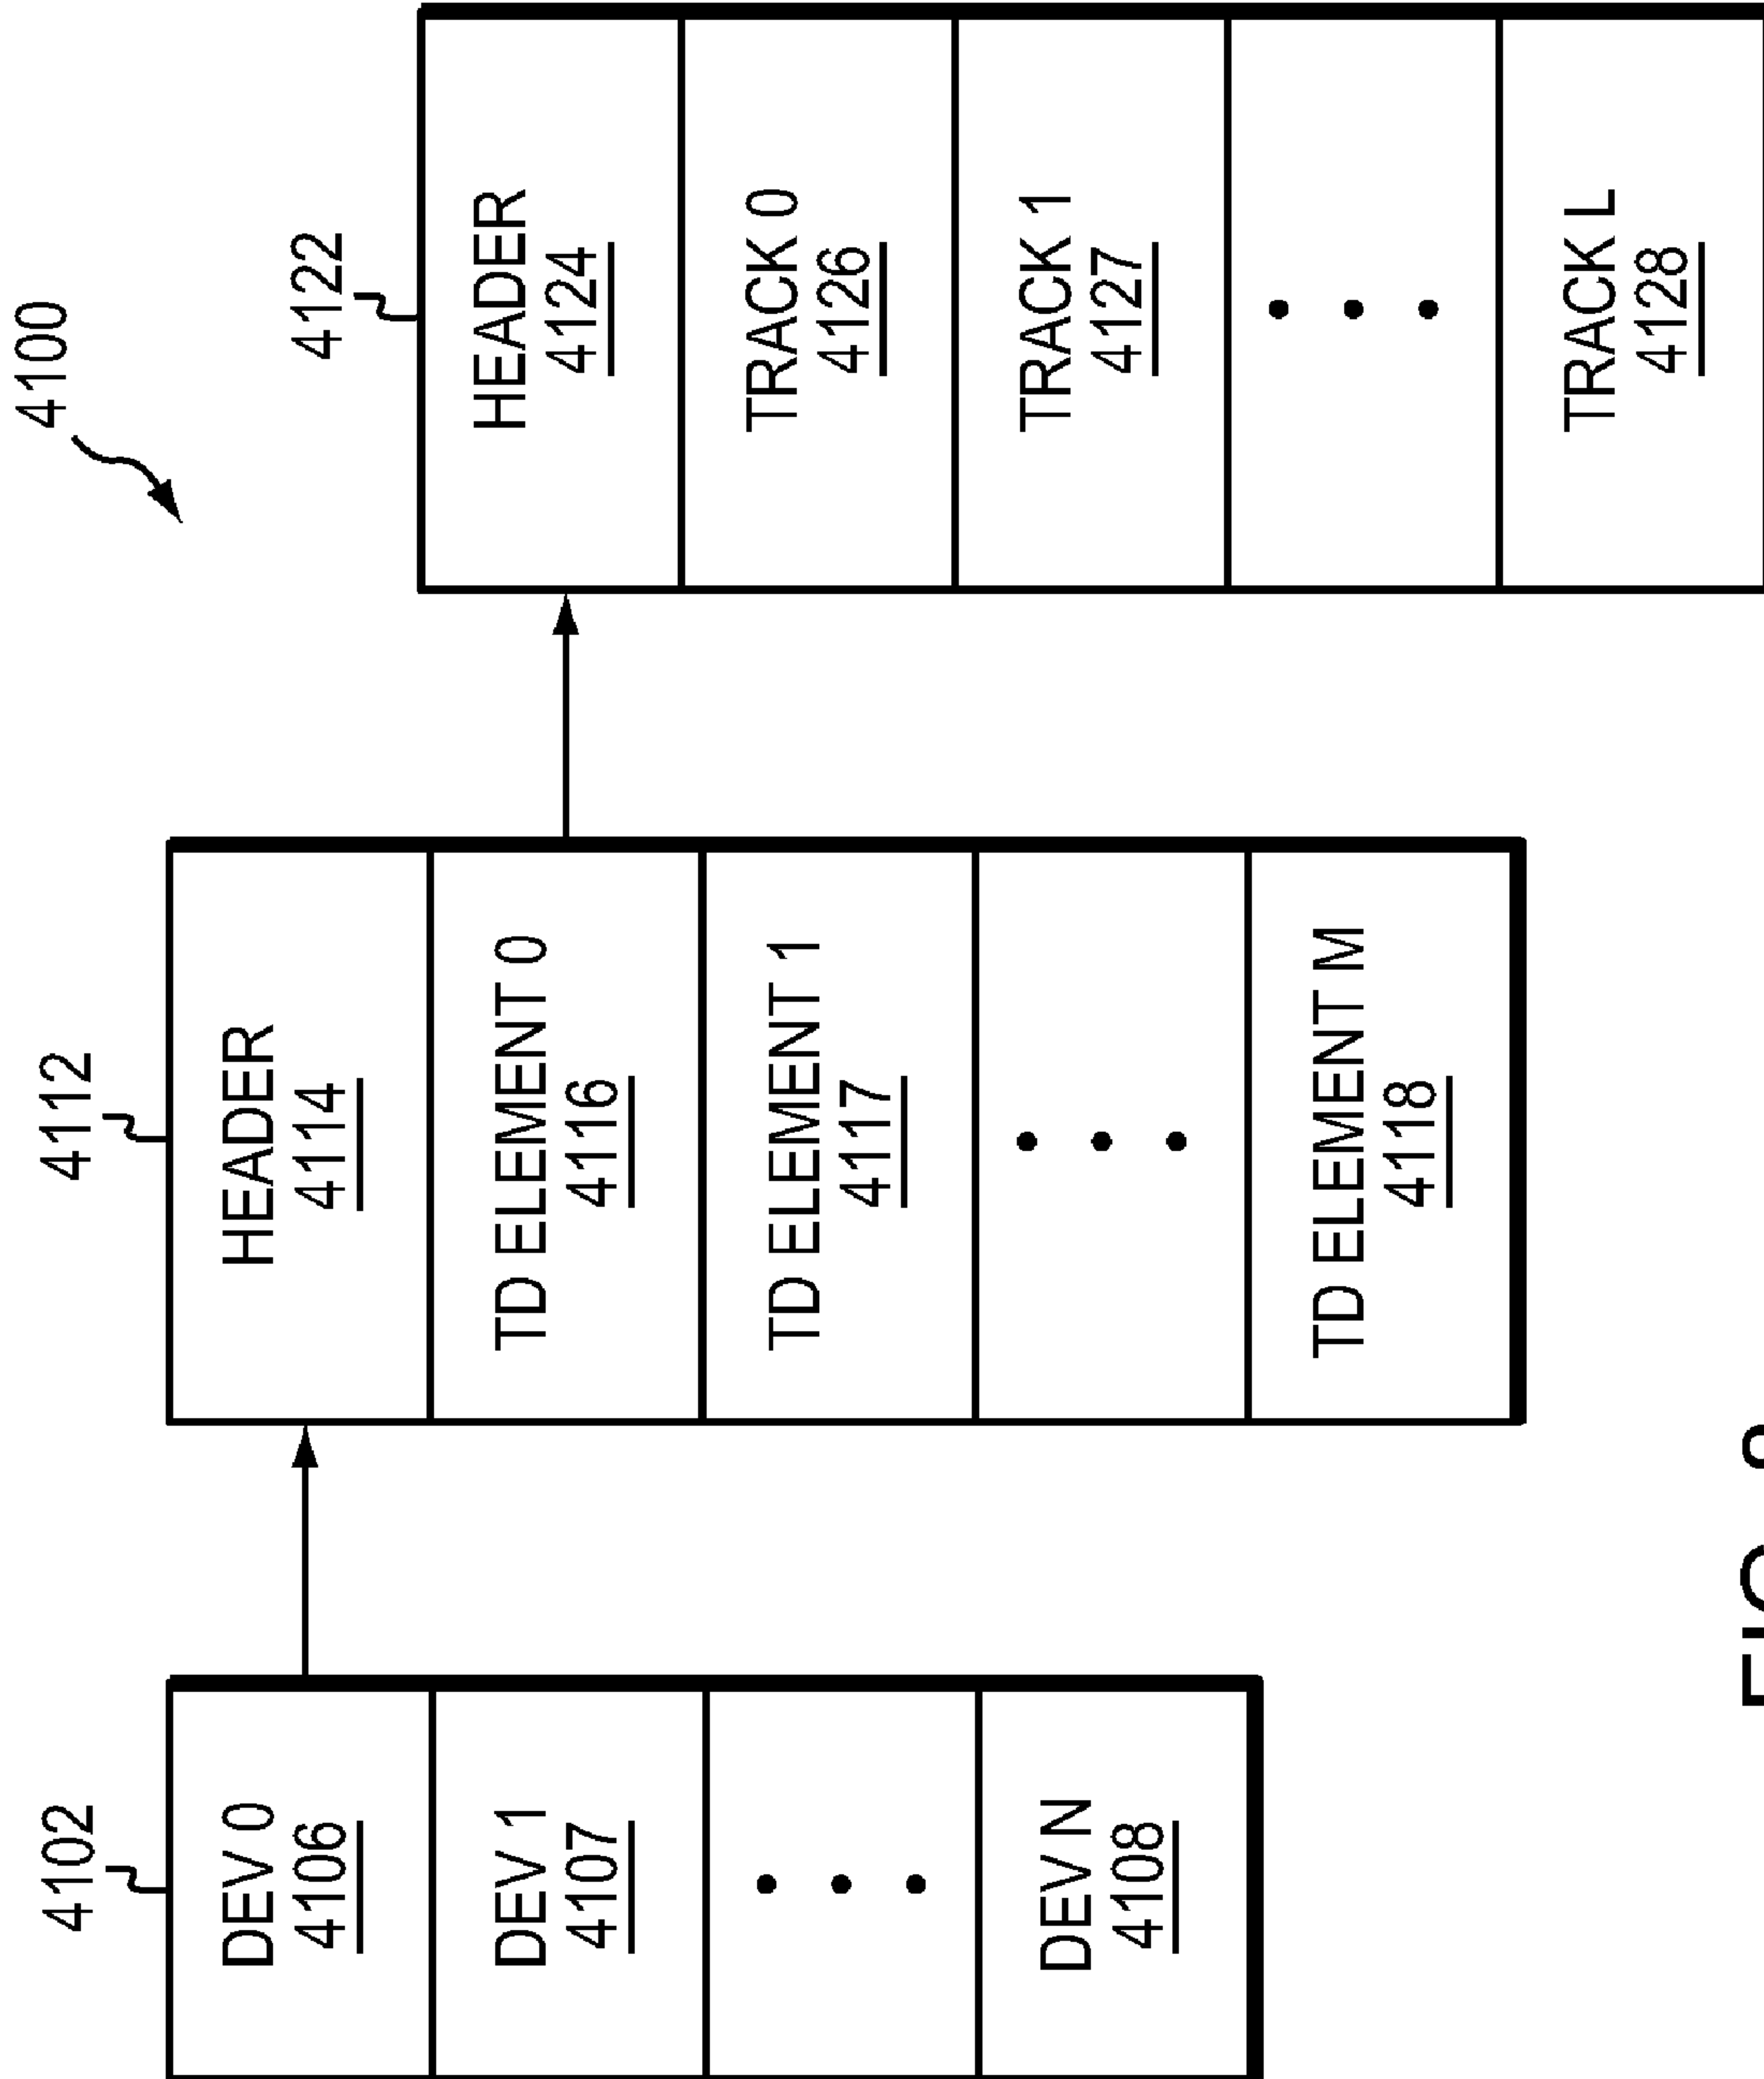 4100
4102
DEV 0
4106
DEV 1
4107
• • •
DEV N
4108
4112
HEADER
4114
TD ELEMENT 0
4116
TD ELEMENT 1
4117
• • •
TD ELEMENT M
4118
4122
HEADER
4124
TRACK 0
4126
TRACK 1
4127
• • •
TRACK L
4128
FIG